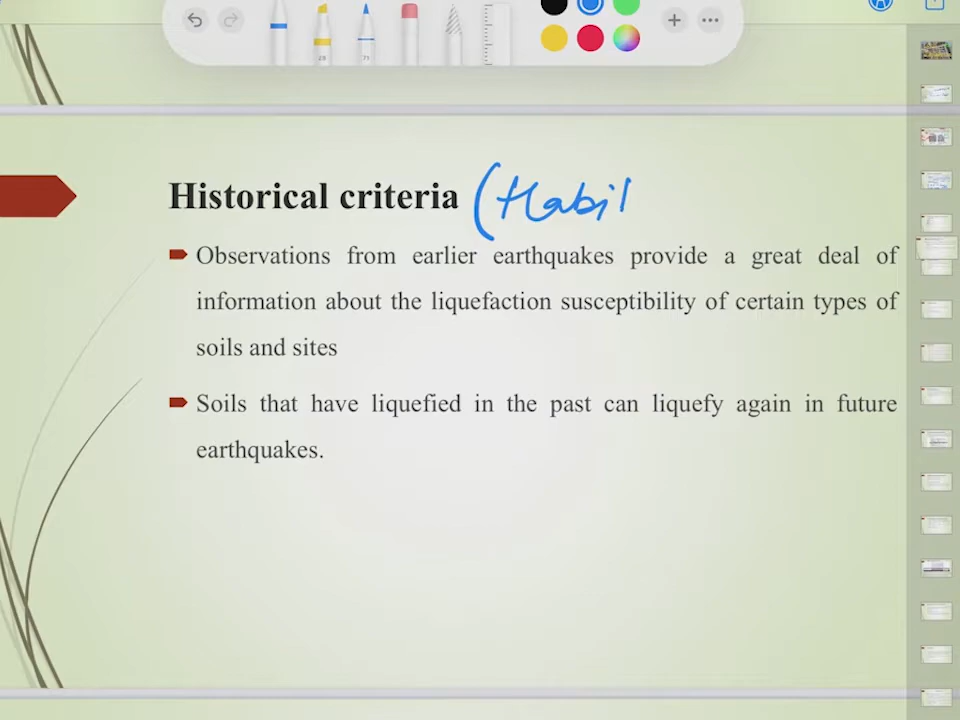 Historical criteria (Habil
Observations from earlier earthquakes provide a great deal of
information about the liquefaction susceptibility of certain types of
soils and sites
Soils that have liquefied in the past can liquefy again in future
earthquakes.